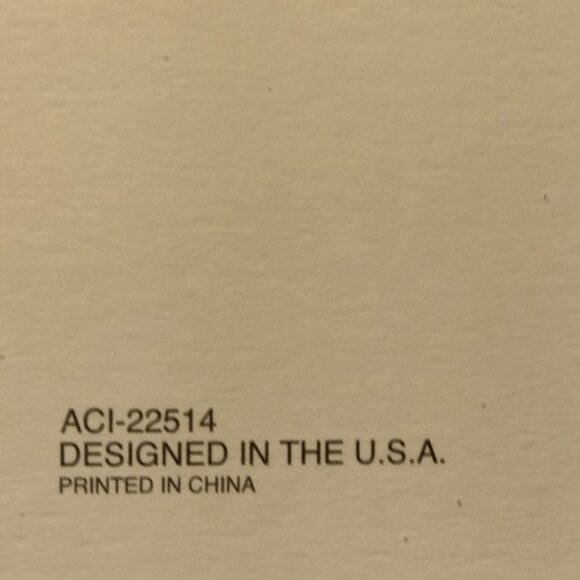 ACI-22514
DESIGNED IN THE U.S.A.
PRINTED IN CHINA